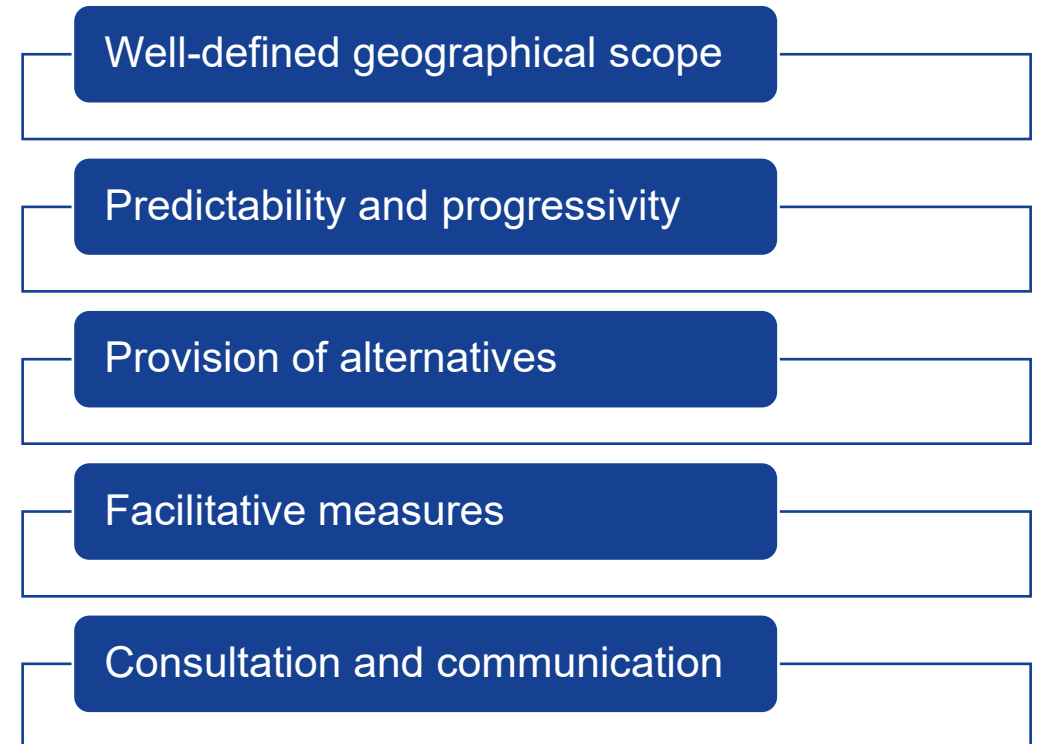 Well-defined geographical scope
Predictability and progressivity
Provision of alternatives
Facilitative measures
Consultation and communication